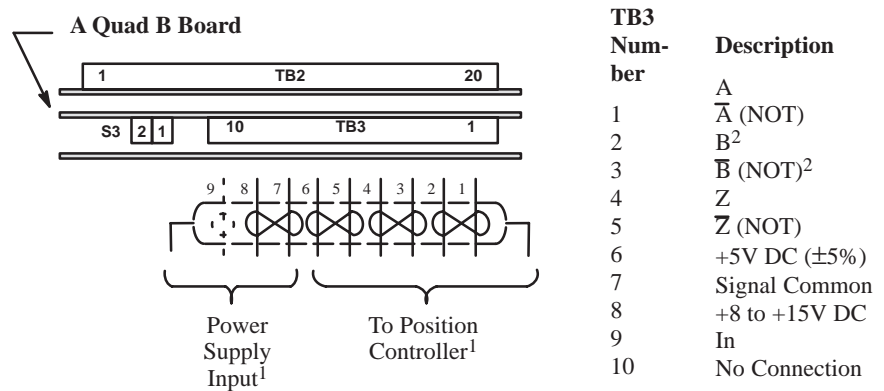 A Quad B Board
1 TB2 20
S3 2 1 10 TB3 1
9 8 7 6 5 4 3 2 1
Power
Supply
Input¹
To Position
Controller¹
TB3
Num-
ber Description
A
1 A̅ (NOT)
2 B²
3 B̅ (NOT)²
4 Z
5 Z̅ (NOT)
6 +5V DC (±5%)
7 Signal Common
8 +8 to +15V DC
9 In
10 No Connection